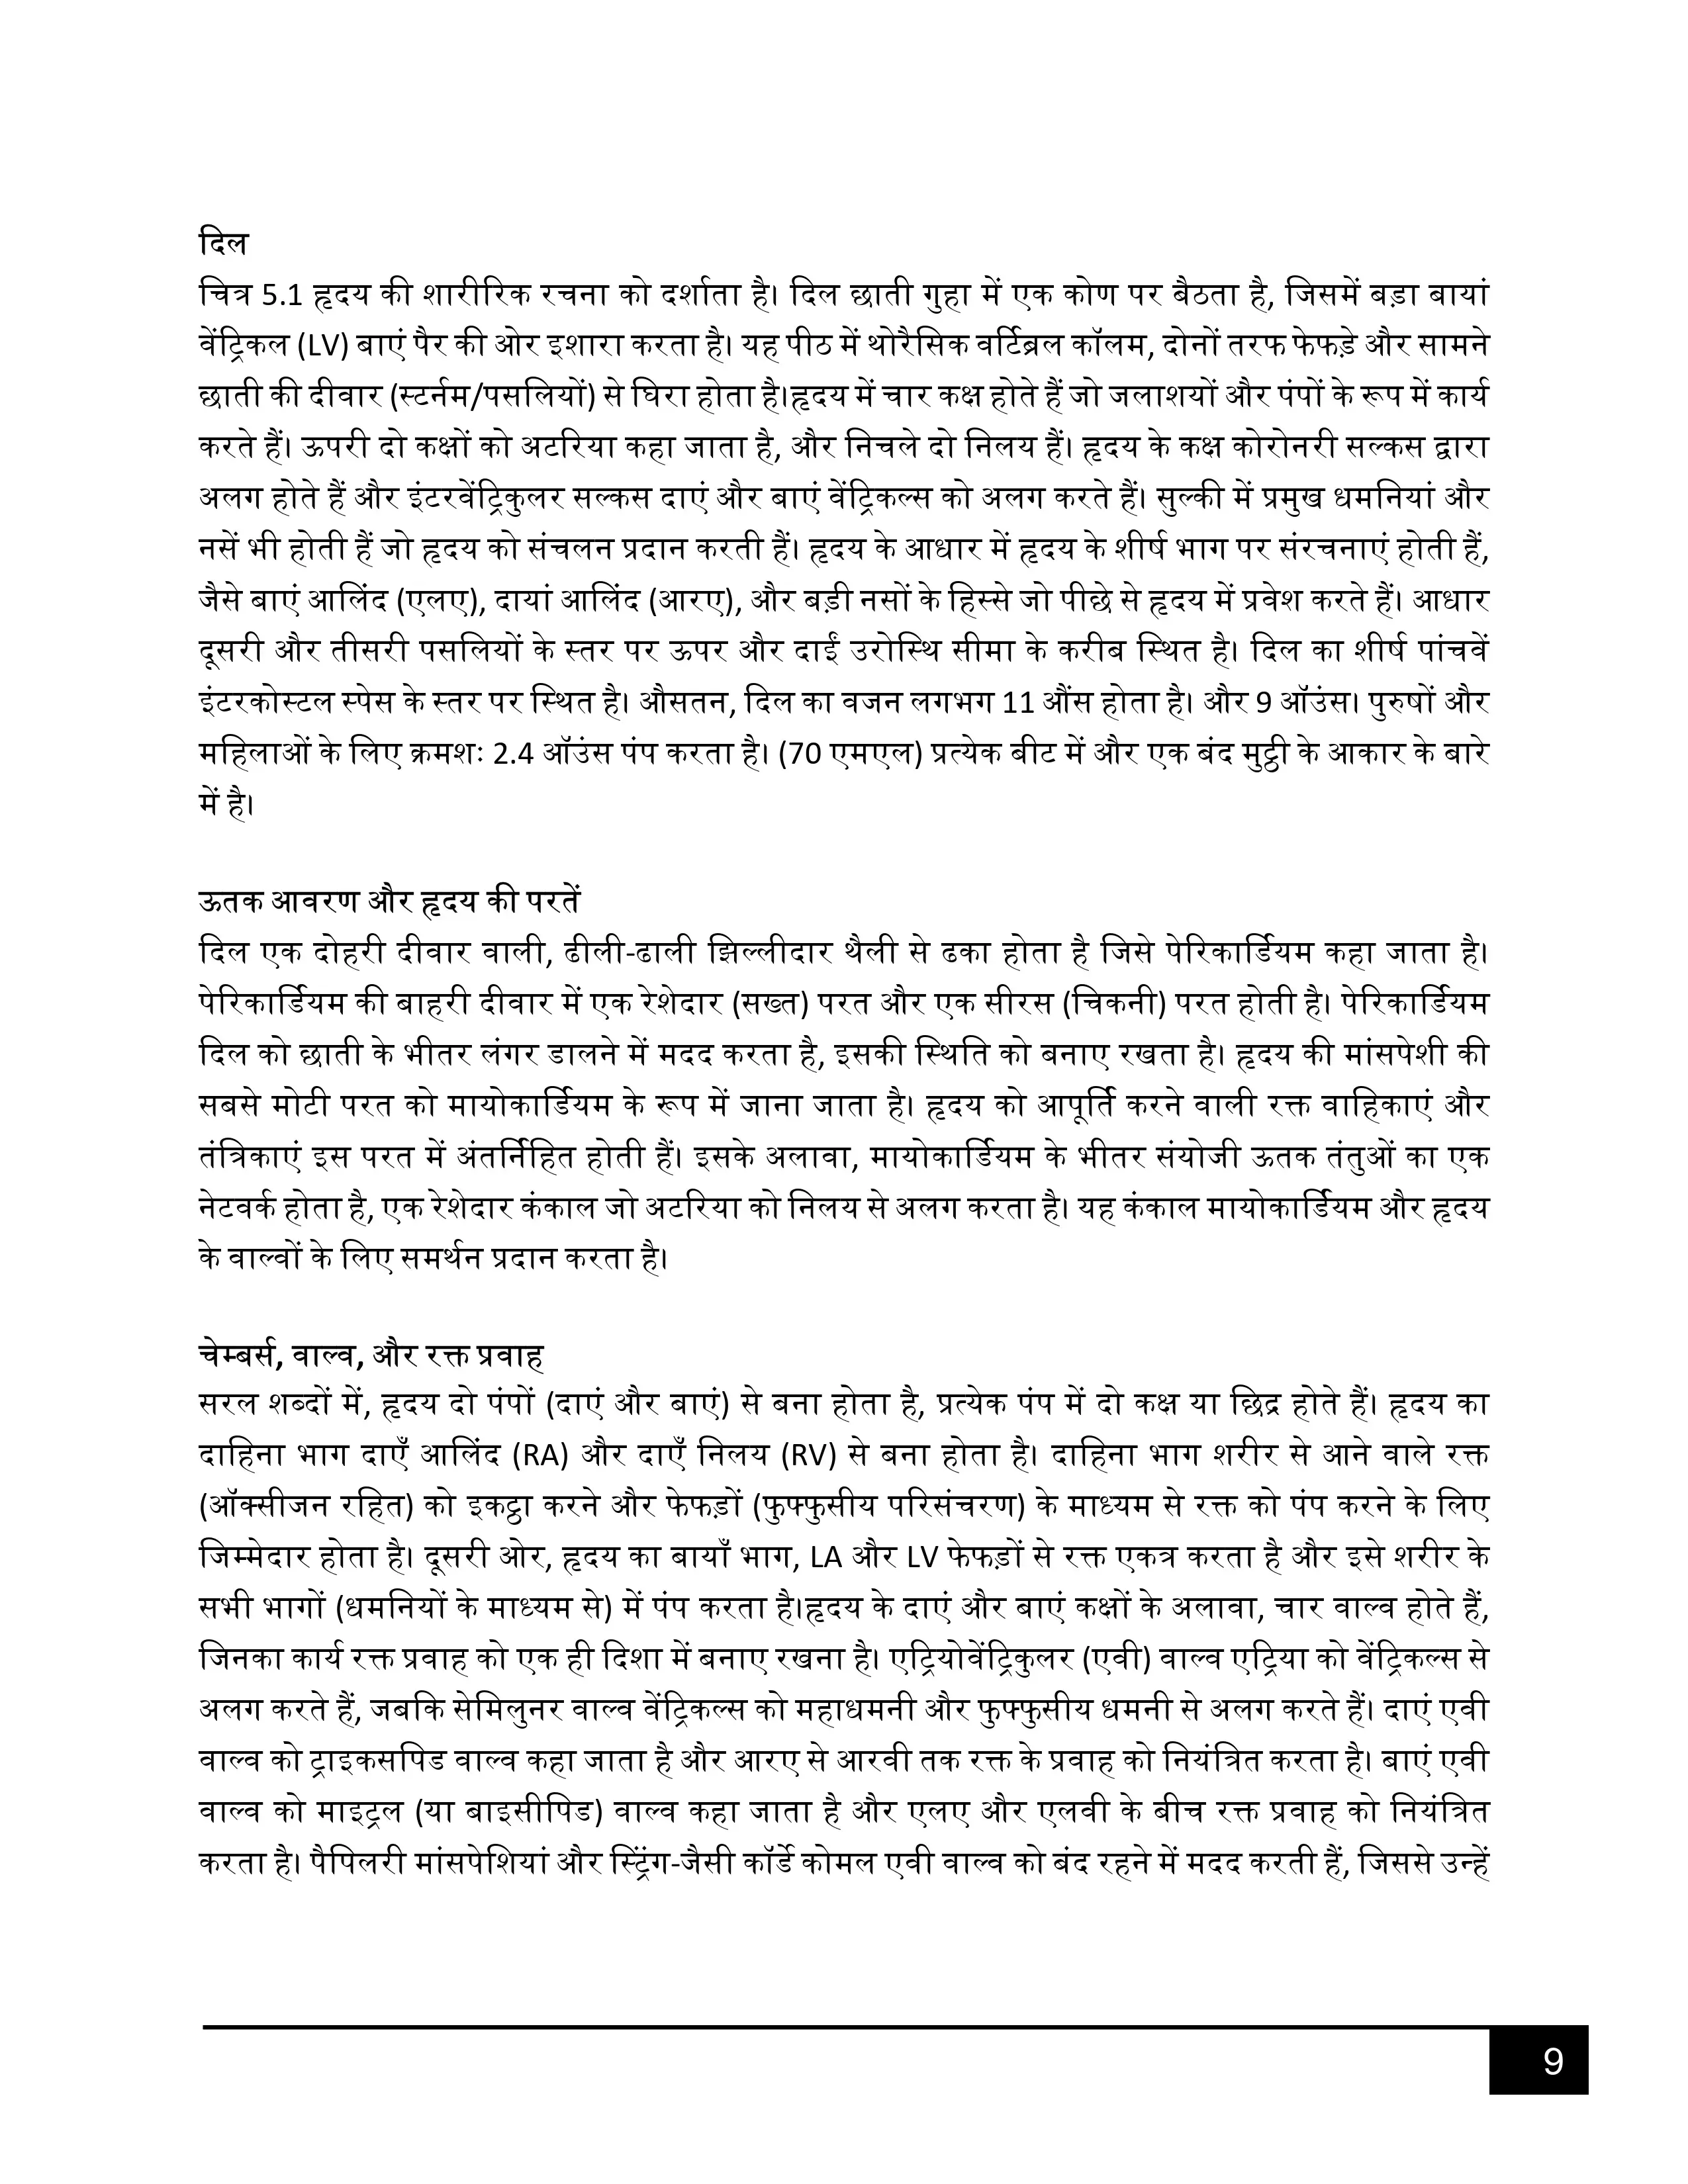 दिल
चित्र 5.1 हृदय की शारीरिक रचना को दर्शाता है। दिल छाती गुहा में एक कोण पर बैठता है, जिसमें बड़ा बायां
वेंट्रिकल (LV) बाएं पैर की ओर इशारा करता है। यह पीठ में थोरैसिक वर्टिब्रल कॉलम, दोनों तरफ फेफड़े और सामने
छाती की दीवार (स्टर्नम/पसलियों) से घिरा होता है।हृदय में चार कक्ष होते हैं जो जलाशयों और पंपों के रूप में कार्य
करते हैं। ऊपरी दो कक्षों को अटरिया कहा जाता है, और निचले दो निलय हैं। हृदय के कक्ष कोरोनरी सल्कस द्वारा
अलग होते हैं और इंटरवेंट्रिकुलर सल्कस दाएं और बाएं वेंट्रिकल्स को अलग करते हैं। सुल्की में प्रमुख धमनियां और
नसें भी होती हैं जो हृदय को संचलन प्रदान करती हैं। हृदय के आधार में हृदय के शीर्ष भाग पर संरचनाएं होती हैं,
जैसे बाएं आलिंद (एलए), दायां आलिंद (आरए), और बड़ी नसों के हिस्से जो पीछे से हृदय में प्रवेश करते हैं। आधार
दूसरी और तीसरी पसलियों के स्तर पर ऊपर और दाईं उरोस्थि सीमा के करीब स्थित है। दिल का शीर्ष पांचवें
इंटरकोस्टल स्पेस के स्तर पर स्थित है। औसतन, दिल का वजन लगभग 11 औंस होता है। और 9 ऑउंस। पुरुषों और
महिलाओं के लिए क्रमशः 2.4 ऑउंस पंप करता है। (70 एमएल) प्रत्येक बीट में और एक बंद मुट्ठी के आकार के बारे
में है।
ऊतक आवरण और हृदय की परतें
दिल एक दोहरी दीवार वाली, ढीली-ढाली झिल्लीदार थैली से ढका होता है जिसे पेरिकार्डियम कहा जाता है।
पेरिकार्डियम की बाहरी दीवार में एक रेशेदार (सख्त) परत और एक सीरस (चिकनी) परत होती है। पेरिकार्डियम
दिल को छाती के भीतर लंगर डालने में मदद करता है, इसकी स्थिति को बनाए रखता है। हृदय की मांसपेशी की
सबसे मोटी परत को मायोकार्डियम के रूप में जाना जाता है। हृदय को आपूर्ति करने वाली रक्त वाहिकाएं और
तंत्रिकाएं इस परत में अंतर्निहित होती हैं। इसके अलावा, मायोकार्डियम के भीतर संयोजी ऊतक तंतुओं का एक
नेटवर्क होता है, एक रेशेदार कंकाल जो अटरिया को निलय से अलग करता है। यह कंकाल मायोकार्डियम और हृदय
के वाल्वों के लिए समर्थन प्रदान करता है।
चेम्बर्स, वाल्व, और रक्त प्रवाह
सरल शब्दों में, हृदय दो पंपों (दाएं और बाएं) से बना होता है, प्रत्येक पंप में दो कक्ष या छिद्र होते हैं। हृदय का
दाहिना भाग दाएँ आलिंद (RA) और दाएँ निलय (RV) से बना होता है। दाहिना भाग शरीर से आने वाले रक्त
(ऑक्सीजन रहित) को इकट्ठा करने और फेफड़ों (फुफ्फुसीय परिसंचरण) के माध्यम से रक्त को पंप करने के लिए
जिम्मेदार होता है। दूसरी ओर, हृदय का बायाँ भाग, LA और LV फेफड़ों से रक्त एकत्र करता है और इसे शरीर के
सभी भागों (धमनियों के माध्यम से) में पंप करता है।हृदय के दाएं और बाएं कक्षों के अलावा, चार वाल्व होते हैं,
जिनका कार्य रक्त प्रवाह को एक ही दिशा में बनाए रखना है। एट्रियोवेंट्रिकुलर (एवी) वाल्व एट्रिया को वेंट्रिकल्स से
अलग करते हैं, जबकि सेमिलुनर वाल्व वेंट्रिकल्स को महाधमनी और फुफ्फुसीय धमनी से अलग करते हैं। दाएं एवी
वाल्व को ट्राइकसपिड वाल्व कहा जाता है और आरए से आरवी तक रक्त के प्रवाह को नियंत्रित करता है। बाएं एवी
वाल्व को माइट्रल (या बाइसीपिड) वाल्व कहा जाता है और एलए और एलवी के बीच रक्त प्रवाह को नियंत्रित
करता है। पैपिलरी मांसपेशियां और स्ट्रिंग-जैसी कॉर्डे कोमल एवी वाल्व को बंद रहने में मदद करती हैं, जिससे उन्हें
9